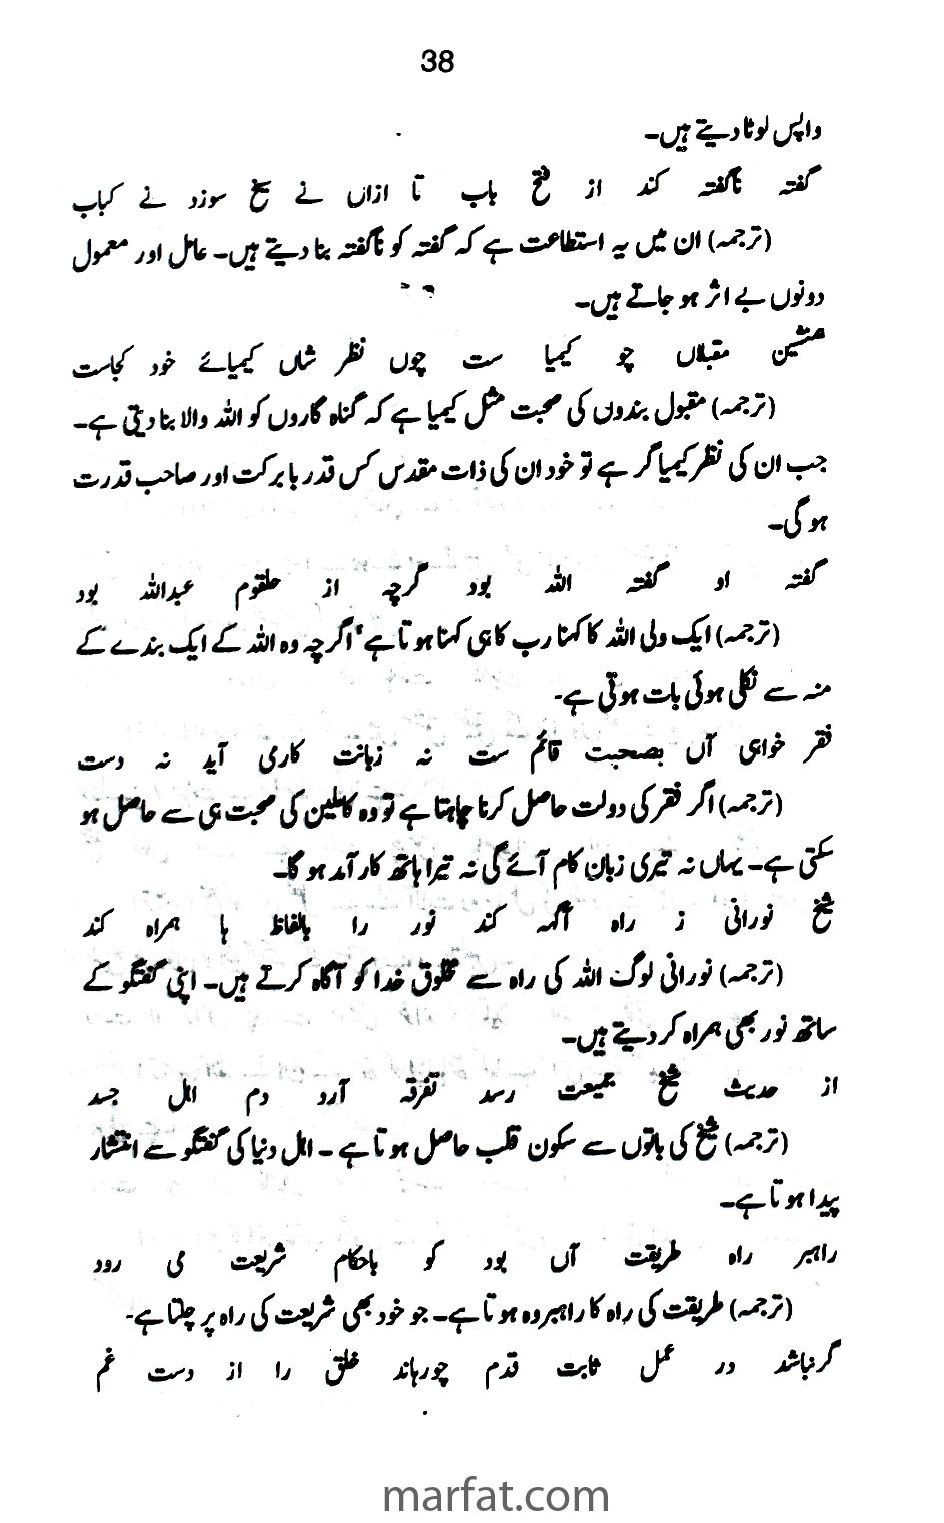 38
واپس لوٹا دیتے ہیں۔
گفتہ ناگفتہ کند از فتح باب تا ازاں نے سیخ سوزد نے کباب
(ترجمہ) ان میں یہ استطاعت ہے کہ گفتہ کو ناگفتہ بنا دیتے ہیں۔ عامل اور معمول
دونوں بے اثر ہو جاتے ہیں۔
ہمنشین مقبلاں چو کیمیا ست چوں نظر شاں کیمیائے خود کجاست
(ترجمہ) مقبول بندوں کی صحبت مثل کیمیا ہے کہ گناہ گاروں کو اللہ والا بنا دیتی ہے۔
جب ان کی نظر کیمیا گر ہے تو خود ان کی ذات مقدس کس قدر با برکت اور صاحب قدرت
ہو گی۔
گفتہ او گفتہ اللہ بود گرچہ از حلقوم عبداللہ بود
(ترجمہ) ایک ولی اللہ کا کہنا رب کا ہی کہنا ہوتا ہے‘ اگرچہ وہ اللہ کے ایک بندے کے
منہ سے نکلی ہوئی بات ہوتی ہے۔
فقر خواہی آں بصحبت قائم ست نہ زبانت کاری آید نہ دست
(ترجمہ) اگر فقر کی دولت حاصل کرنا چاہتا ہے تو وہ کاملین کی صحبت ہی سے حاصل ہو
سکتی ہے۔ یہاں نہ تیری زبان کام آئے گی نہ تیرا ہاتھ کار آمد ہو گا۔
شیخ نورانی ز راہ آگہ کند نور را بالفاظ ہا ہمراہ کند
(ترجمہ) نورانی لوگ اللہ کی راہ سے مخلوق خدا کو آگاہ کرتے ہیں۔ اپنی گفتگو کے
ساتھ نور بھی ہمراہ کر دیتے ہیں۔
از حدیث شیخ جمیعت رسد تفرقہ آرد دم اہل جسد
(ترجمہ) شیخ کی باتوں سے سکون قلب حاصل ہوتا ہے ۔ اہل دنیا کی گفتگو سے انتشار
پیدا ہوتا ہے۔
راہبر راہ طریقت آں بود کو باحکام شریعت می رود
(ترجمہ) طریقت کی راہ کا راہبر وہ ہوتا ہے۔ جو خود بھی شریعت کی راہ پر چلتا ہے۔
گر نباشد در عمل ثابت قدم چورہاند خلق را از دست غم
marfat.com